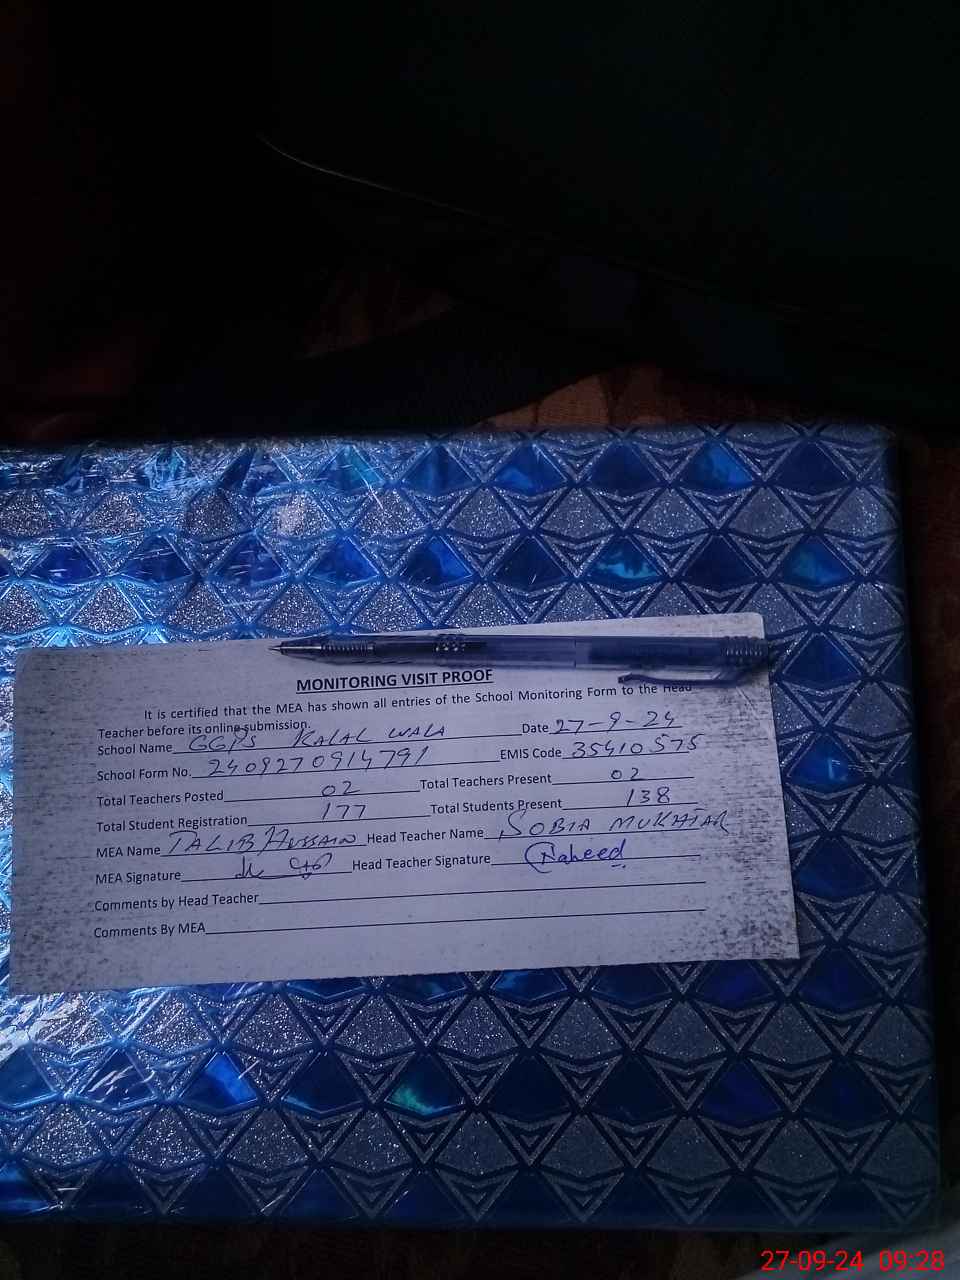 MONITORING VISIT PROOF
It is certified that the MEA has shown all entries of the School Monitoring Form to the Head
Teacher before its online submission.
School Name GGPS KALAL WALA Date 27-9-24
School Form No. 2409270914791 EMIS Code 35410575
Total Teachers Posted 02 Total Teachers Present 02
Total Student Registration 177 Total Students Present 138
MEA Name TALIB HUSSAIN Head Teacher Name SOBIA MUKHTAR
MEA Signature Head Teacher Signature Naheed
Comments by Head Teacher
Comments By MEA
27-09-24 09:28